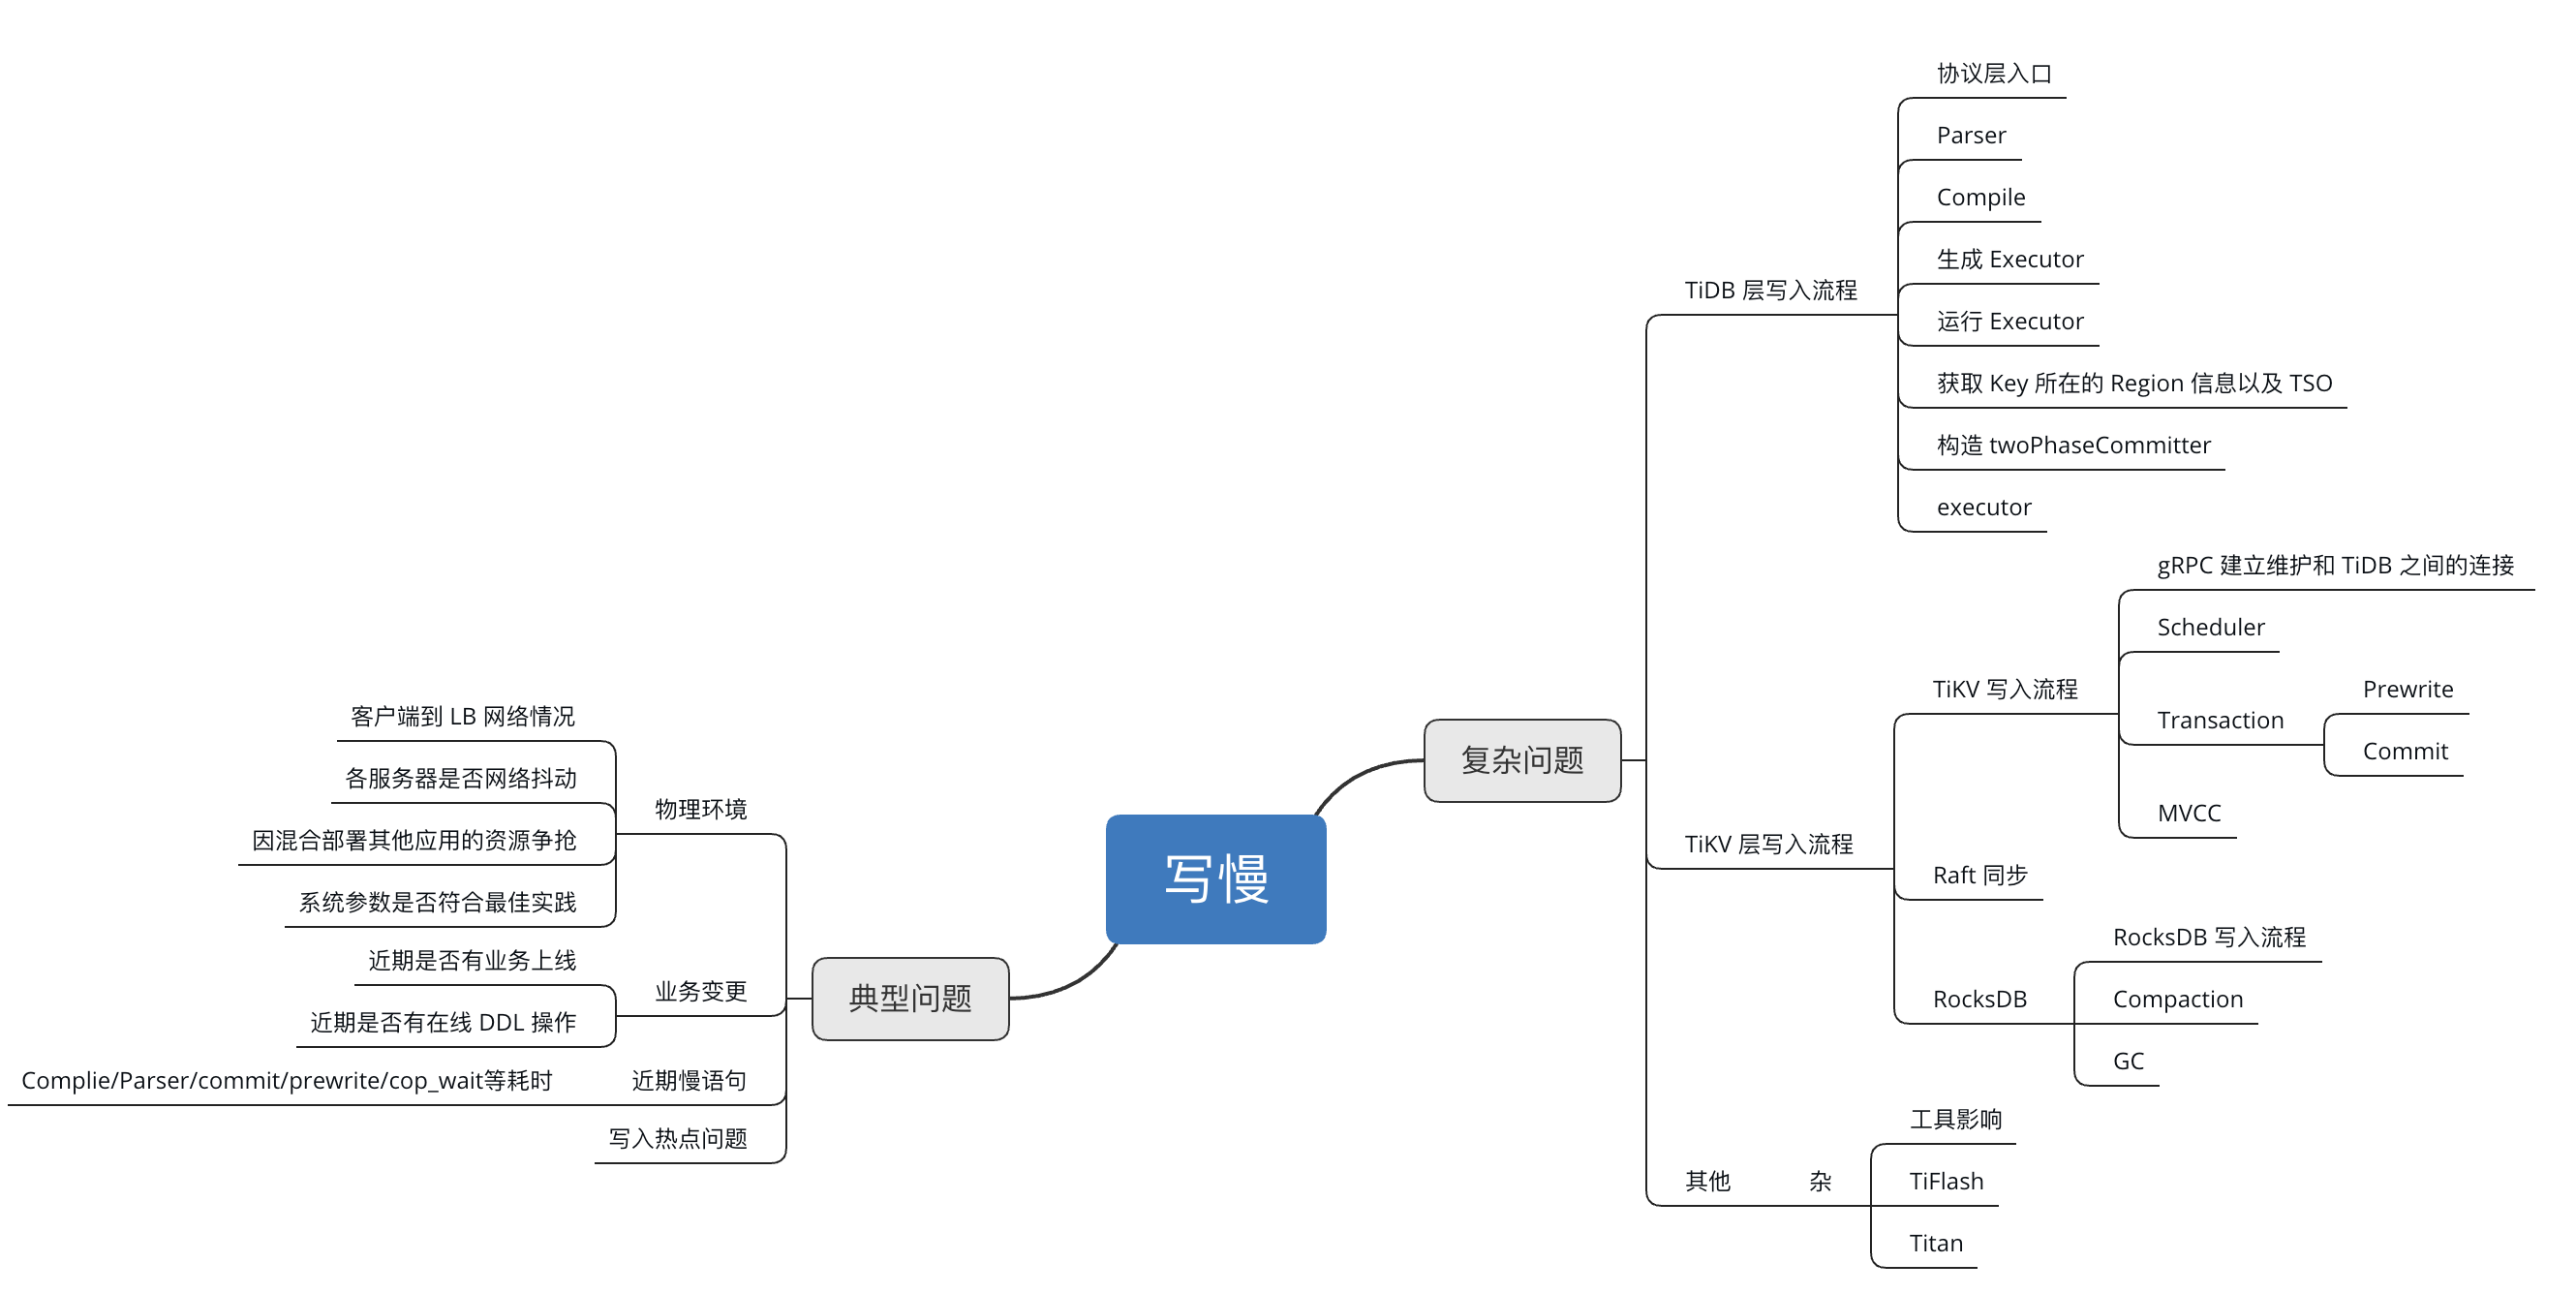 写慢
复杂问题
TiDB 层写入流程
协议层入口
Parser
Compile
生成 Executor
运行 Executor
获取 Key 所在的 Region 信息以及 TSO
构造 twoPhaseCommitter
executor
TiKV 层写入流程
TiKV 写入流程
gRPC 建立维护和 TiDB 之间的连接
Scheduler
Transaction
Prewrite
Commit
MVCC
Raft 同步
RocksDB
RocksDB 写入流程
Compaction
GC
其他
杂
工具影响
TiFlash
Titan
典型问题
物理环境
客户端到 LB 网络情况
各服务器是否网络抖动
因混合部署其他应用的资源争抢
系统参数是否符合最佳实践
业务变更
近期是否有业务上线
近期是否有在线 DDL 操作
近期慢语句
Complie/Parser/commit/prewrite/cop_wait等耗时
写入热点问题